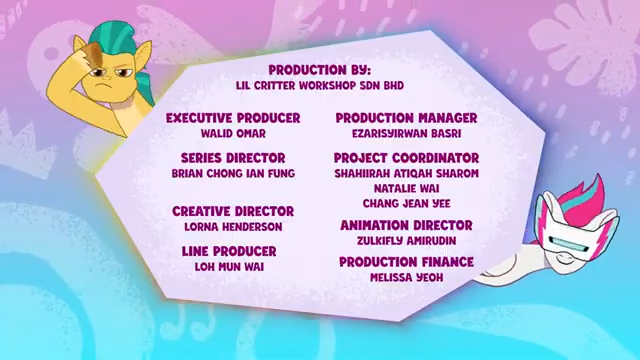 PRODUCTION BY:
LIL CRITTER WORKSHOP SDN BHD
EXECUTIVE PRODUCER
WALID OMAR
SERIES DIRECTOR
BRIAN CHONG IAN FUNG
CREATIVE DIRECTOR
LORNA HENDERSON
LINE PRODUCER
LOH MUN WAI
PRODUCTION MANAGER
EZARISYIRWAN BASRI
PROJECT COORDINATOR
SHAHIIRAH ATIQAH SHAROM
NATALIE WAI
CHANG JEAN YEE
ANIMATION DIRECTOR
ZULKIFLY AMIRUDIN
PRODUCTION FINANCE
MELISSA YEOH